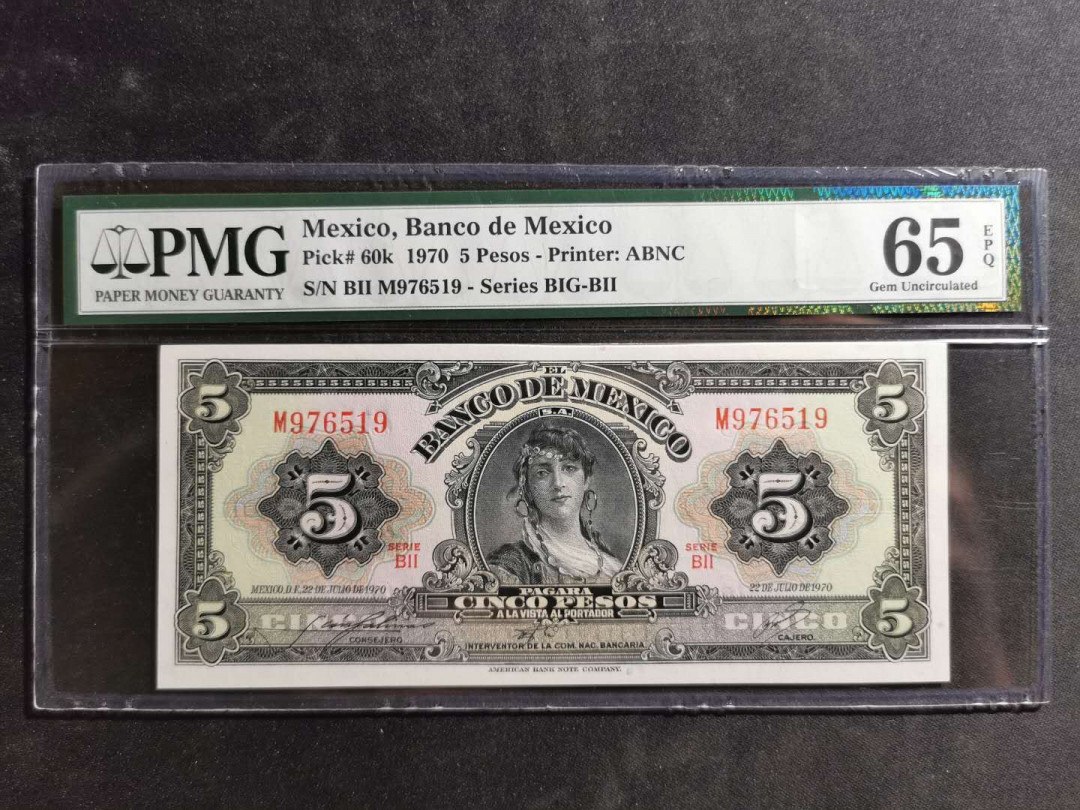 PMG
PAPER MONEY GUARANTY
Mexico, Banco de Mexico
Pick# 60k 1970 5 Pesos - Printer: ABNC
S/N BII M976519 - Series BIG-BII
65
EPQ
Gem Uncirculated
5
EL
BANCO DE MEXICO
S.A.
5
M976519
M976519
5
5
SERIE
BII
SERIE
BII
MEXICO, D.F. 22 DE JULIO DE 1970
22 DE JULIO DE 1970
PAGARA
CINCO PESOS
A LA VISTA AL PORTADOR
5
CINCO
CINCO
5
CONSEJERO
INTERVENTOR DE LA COM. NAC. BANCARIA
CAJERO.
AMERICAN BANK NOTE COMPANY.